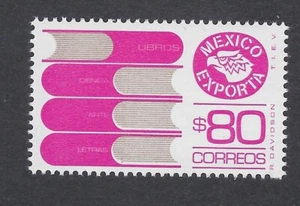 LIBROS
CIENCIA
ARTE
LETRAS
MEXICO
EXPORTA
$80
CORREOS
T.I.E.V.
R. DAVIDSON